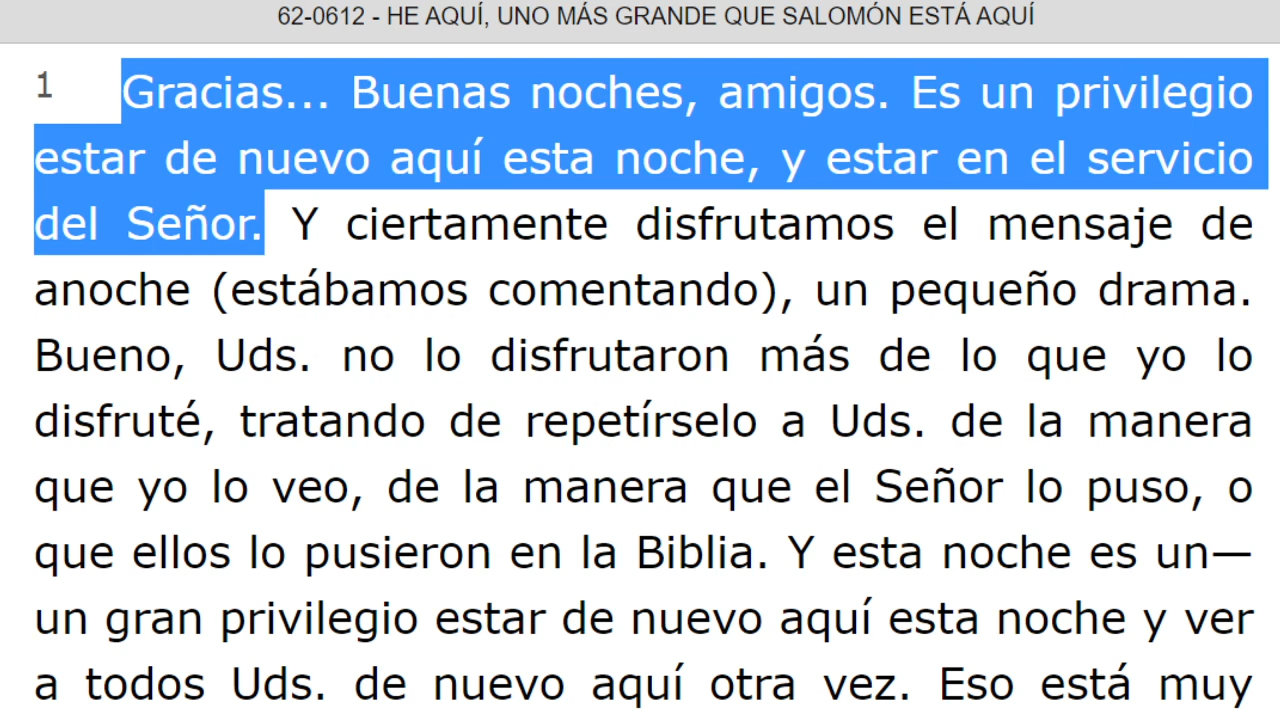 62-0612 - HE AQUÍ, UNO MÁS GRANDE QUE SALOMÓN ESTÁ AQUÍ
1 Gracias... Buenas noches, amigos. Es un privilegio
estar de nuevo aquí esta noche, y estar en el servicio
del Señor. Y ciertamente disfrutamos el mensaje de
anoche (estábamos comentando), un pequeño drama.
Bueno, Uds. no lo disfrutaron más de lo que yo lo
disfruté, tratando de repetírselo a Uds. de la manera
que yo lo veo, de la manera que el Señor lo puso, o
que ellos lo pusieron en la Biblia. Y esta noche es un—
un gran privilegio estar de nuevo aquí esta noche y ver
a todos Uds. de nuevo aquí otra vez. Eso está muy